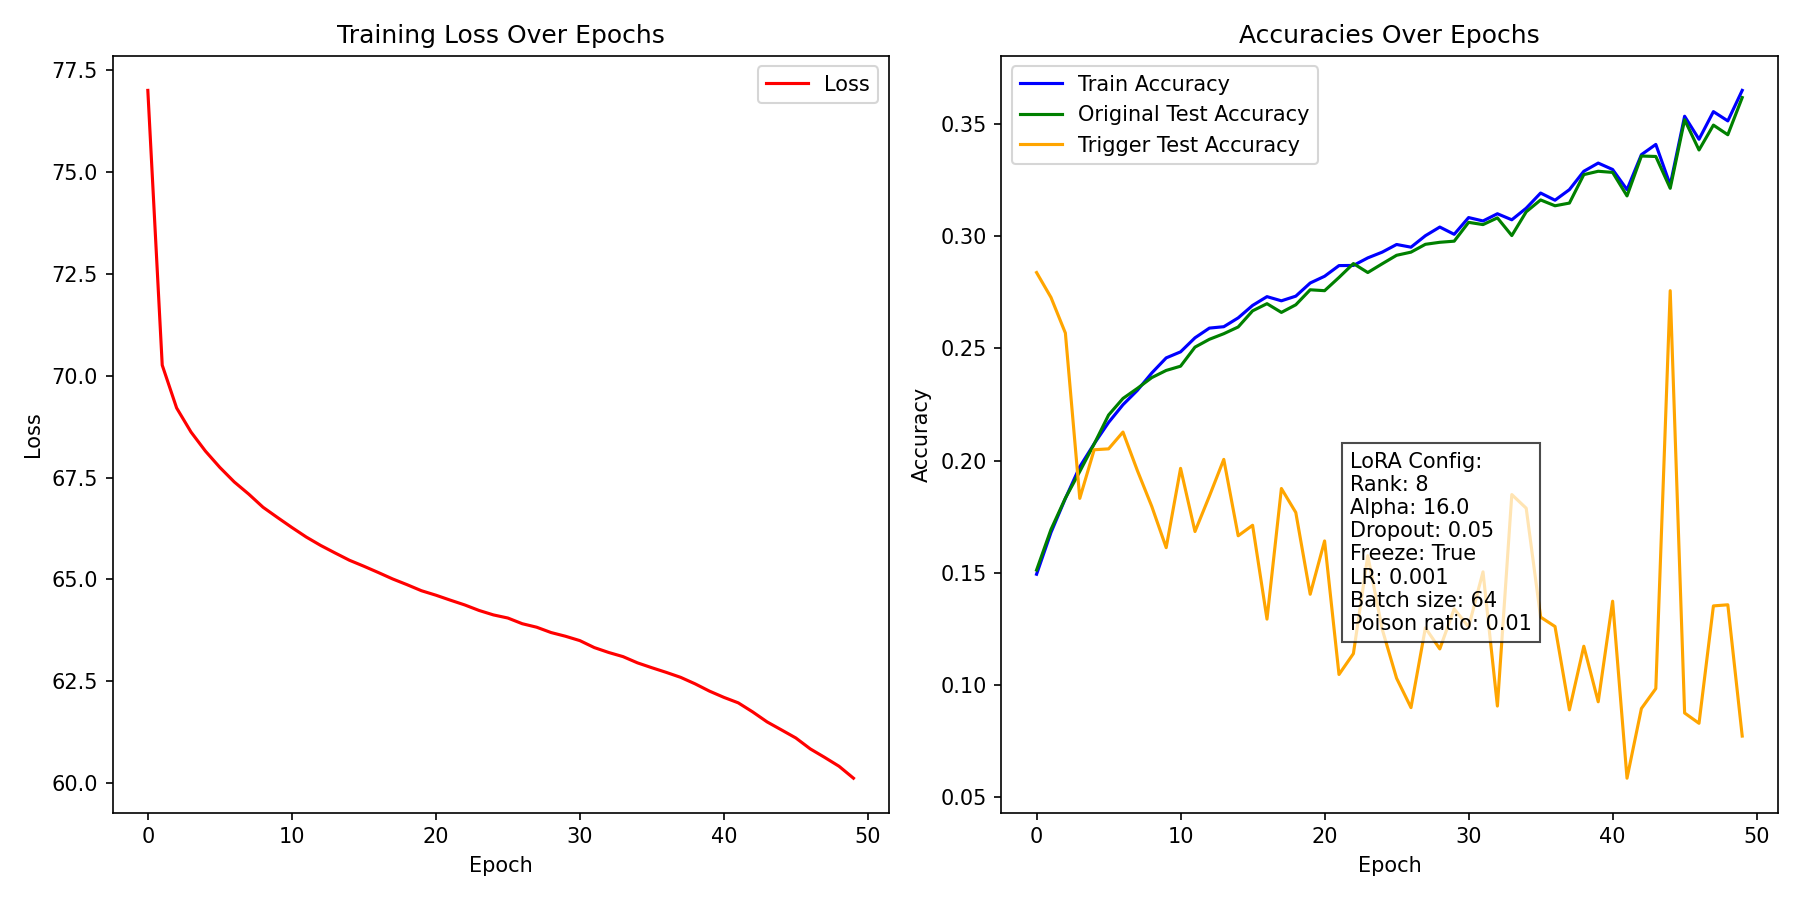 Training Loss Over Epochs
Loss
77.5
75.0
72.5
70.0
67.5
65.0
62.5
60.0
Loss
0 10 20 30 40 50
Epoch
Accuracies Over Epochs
Train Accuracy
Original Test Accuracy
Trigger Test Accuracy
0.35
0.30
0.25
0.20
0.15
0.10
0.05
Accuracy
LoRA Config:
Rank: 8
Alpha: 16.0
Dropout: 0.05
Freeze: True
LR: 0.001
Batch size: 64
Poison ratio: 0.01
0 10 20 30 40 50
Epoch